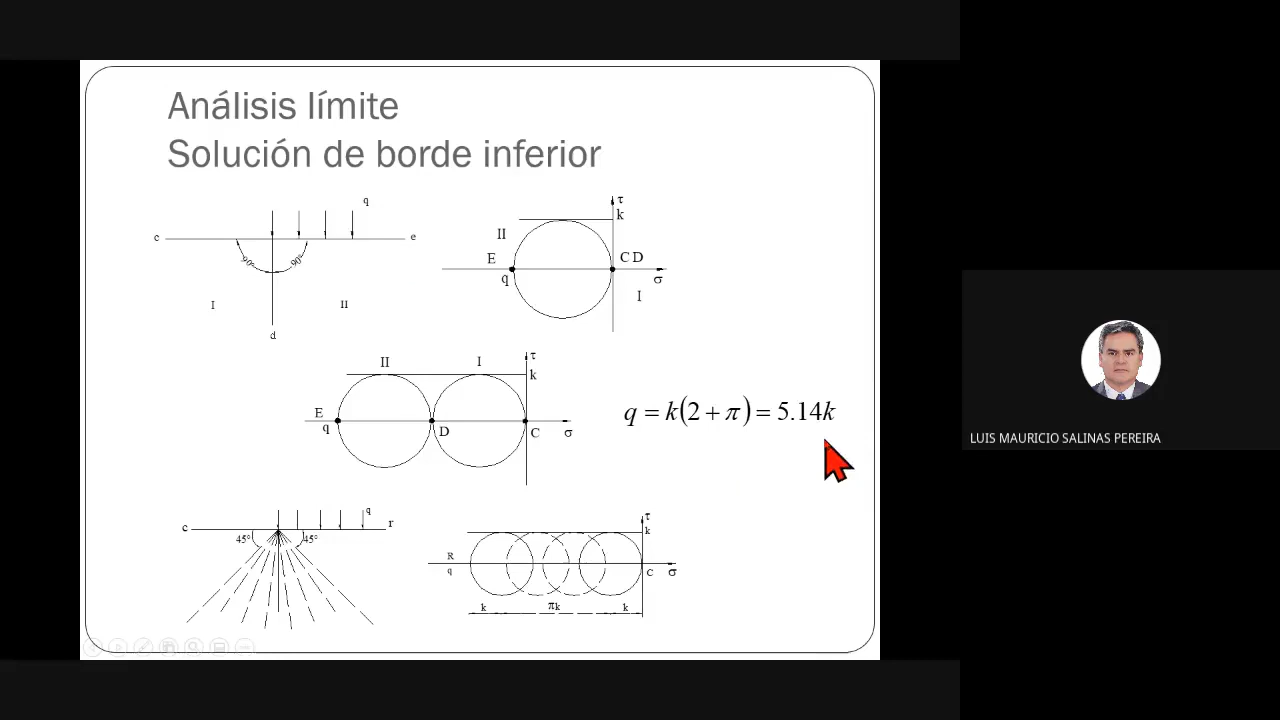 Análisis límite
Solución de borde inferior
q
c
e
90°
90°
I
II
d
τ
k
II
E
C D
q
σ
I
II
I
τ
k
E
q
D
C
σ
q = k(2 + π) = 5.14k
q
c
r
45°
45°
τ
k
R
q
C
σ
k
πk
k
LUIS MAURICIO SALINAS PEREIRA